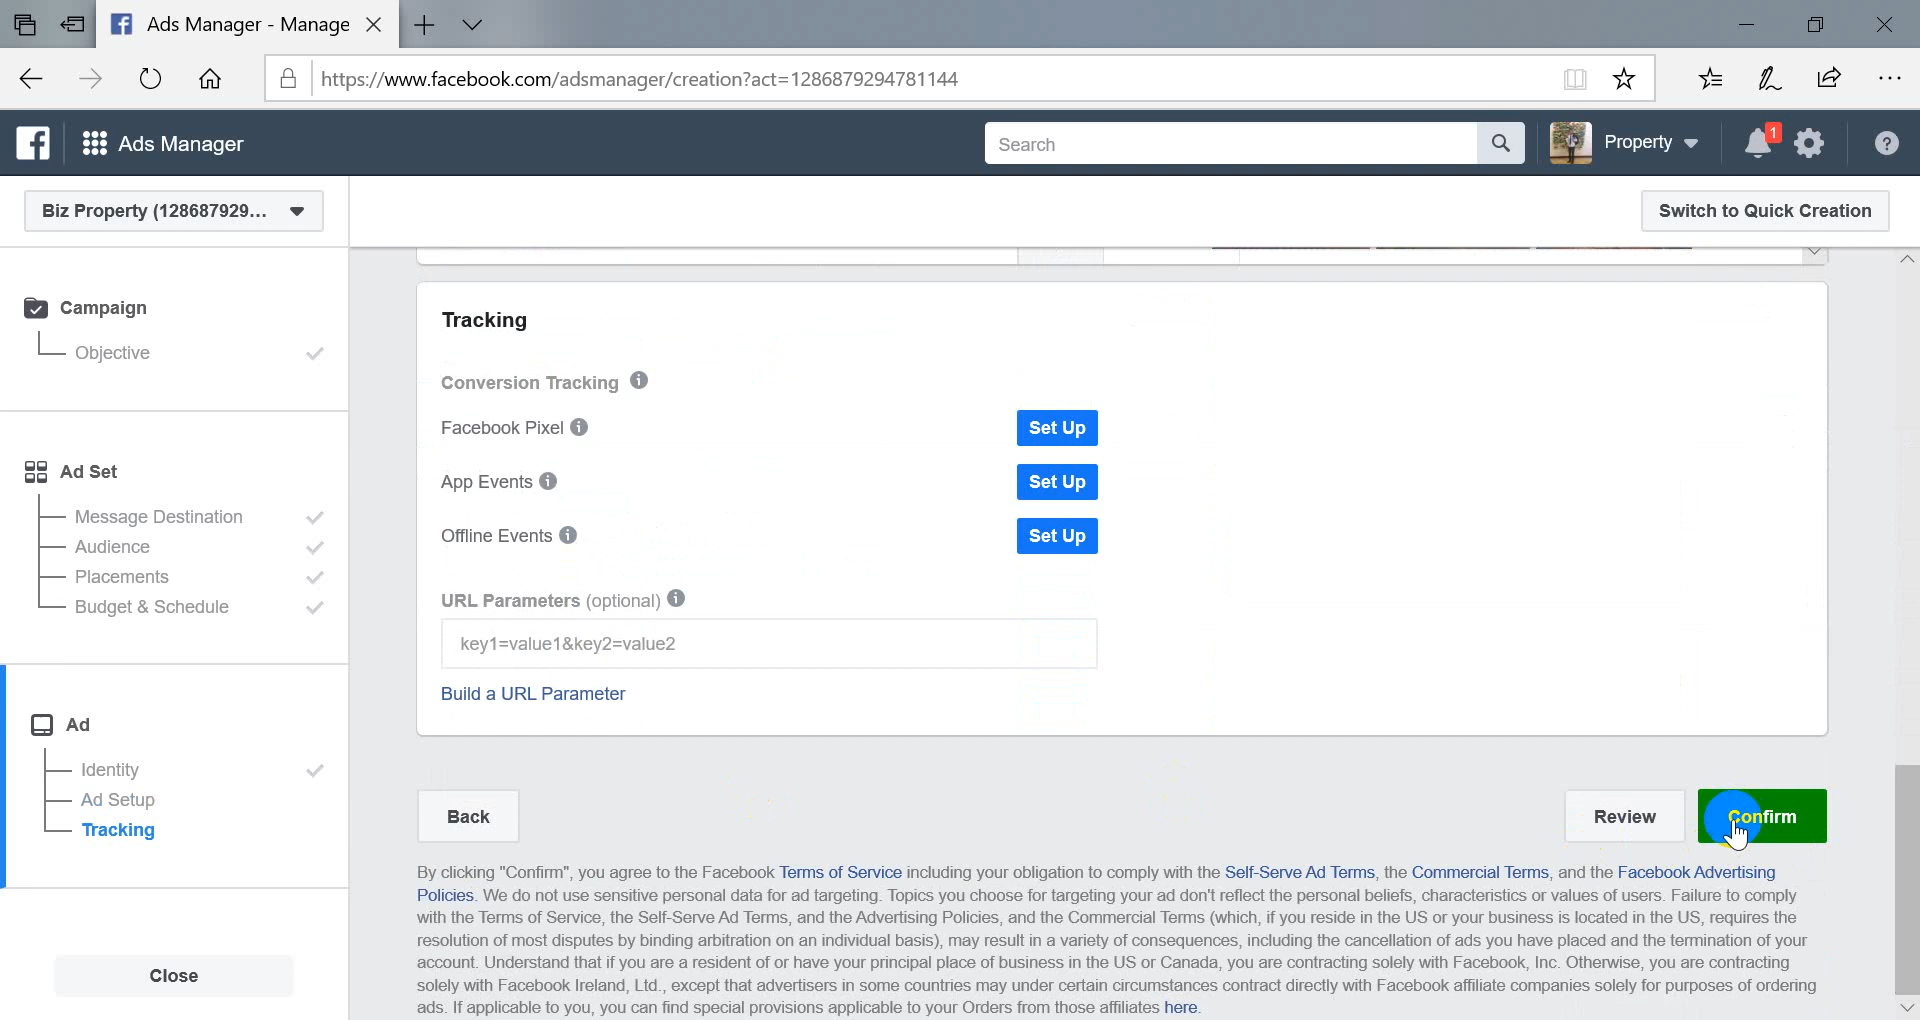 Ads Manager - Manage
https://www.facebook.com/adsmanager/creation?act=1286879294781144
Ads Manager
Search
Property
1
Biz Property (128687929...
Switch to Quick Creation
Campaign
Objective
Ad Set
Message Destination
Audience
Placements
Budget & Schedule
Ad
Identity
Ad Setup
Tracking
Close
Tracking
Conversion Tracking
Facebook Pixel
Set Up
App Events
Set Up
Offline Events
Set Up
URL Parameters (optional)
key1=value1&key2=value2
Build a URL Parameter
Back
Review
Confirm
By clicking "Confirm", you agree to the Facebook Terms of Service including your obligation to comply with the Self-Serve Ad Terms, the Commercial Terms, and the Facebook Advertising
Policies. We do not use sensitive personal data for ad targeting. Topics you choose for targeting your ad don't reflect the personal beliefs, characteristics or values of users. Failure to comply
with the Terms of Service, the Self-Serve Ad Terms, and the Advertising Policies, and the Commercial Terms (which, if you reside in the US or your business is located in the US, requires the
resolution of most disputes by binding arbitration on an individual basis), may result in a variety of consequences, including the cancellation of ads you have placed and the termination of your
account. Understand that if you are a resident of or have your principal place of business in the US or Canada, you are contracting solely with Facebook, Inc. Otherwise, you are contracting
solely with Facebook Ireland, Ltd., except that advertisers in some countries may under certain circumstances contract directly with Facebook affiliate companies solely for purposes of ordering
ads. If applicable to you, you can find special provisions applicable to your Orders from those affiliates here.